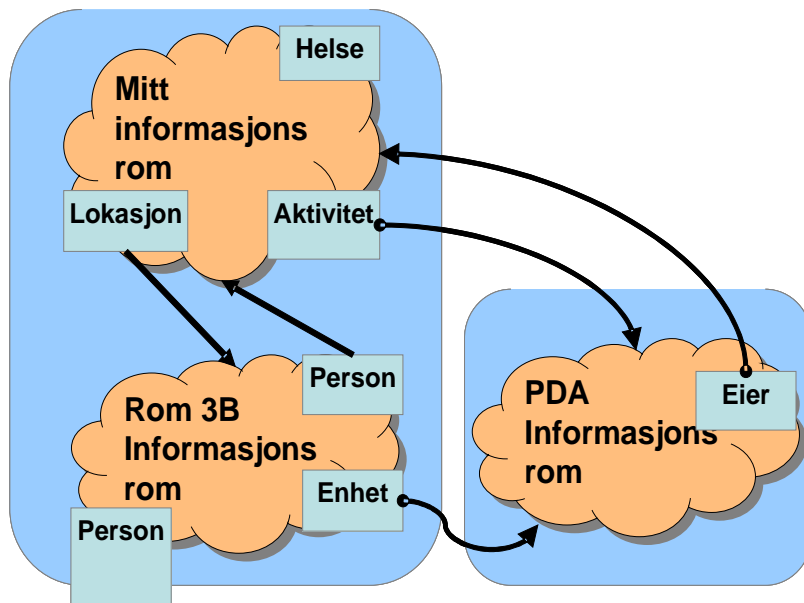 Helse
Mitt
informasjons
rom
Lokasjon
Aktivitet
Person
Rom 3B
Informasjons
rom
Enhet
Person
PDA
Informasjons
rom
Eier